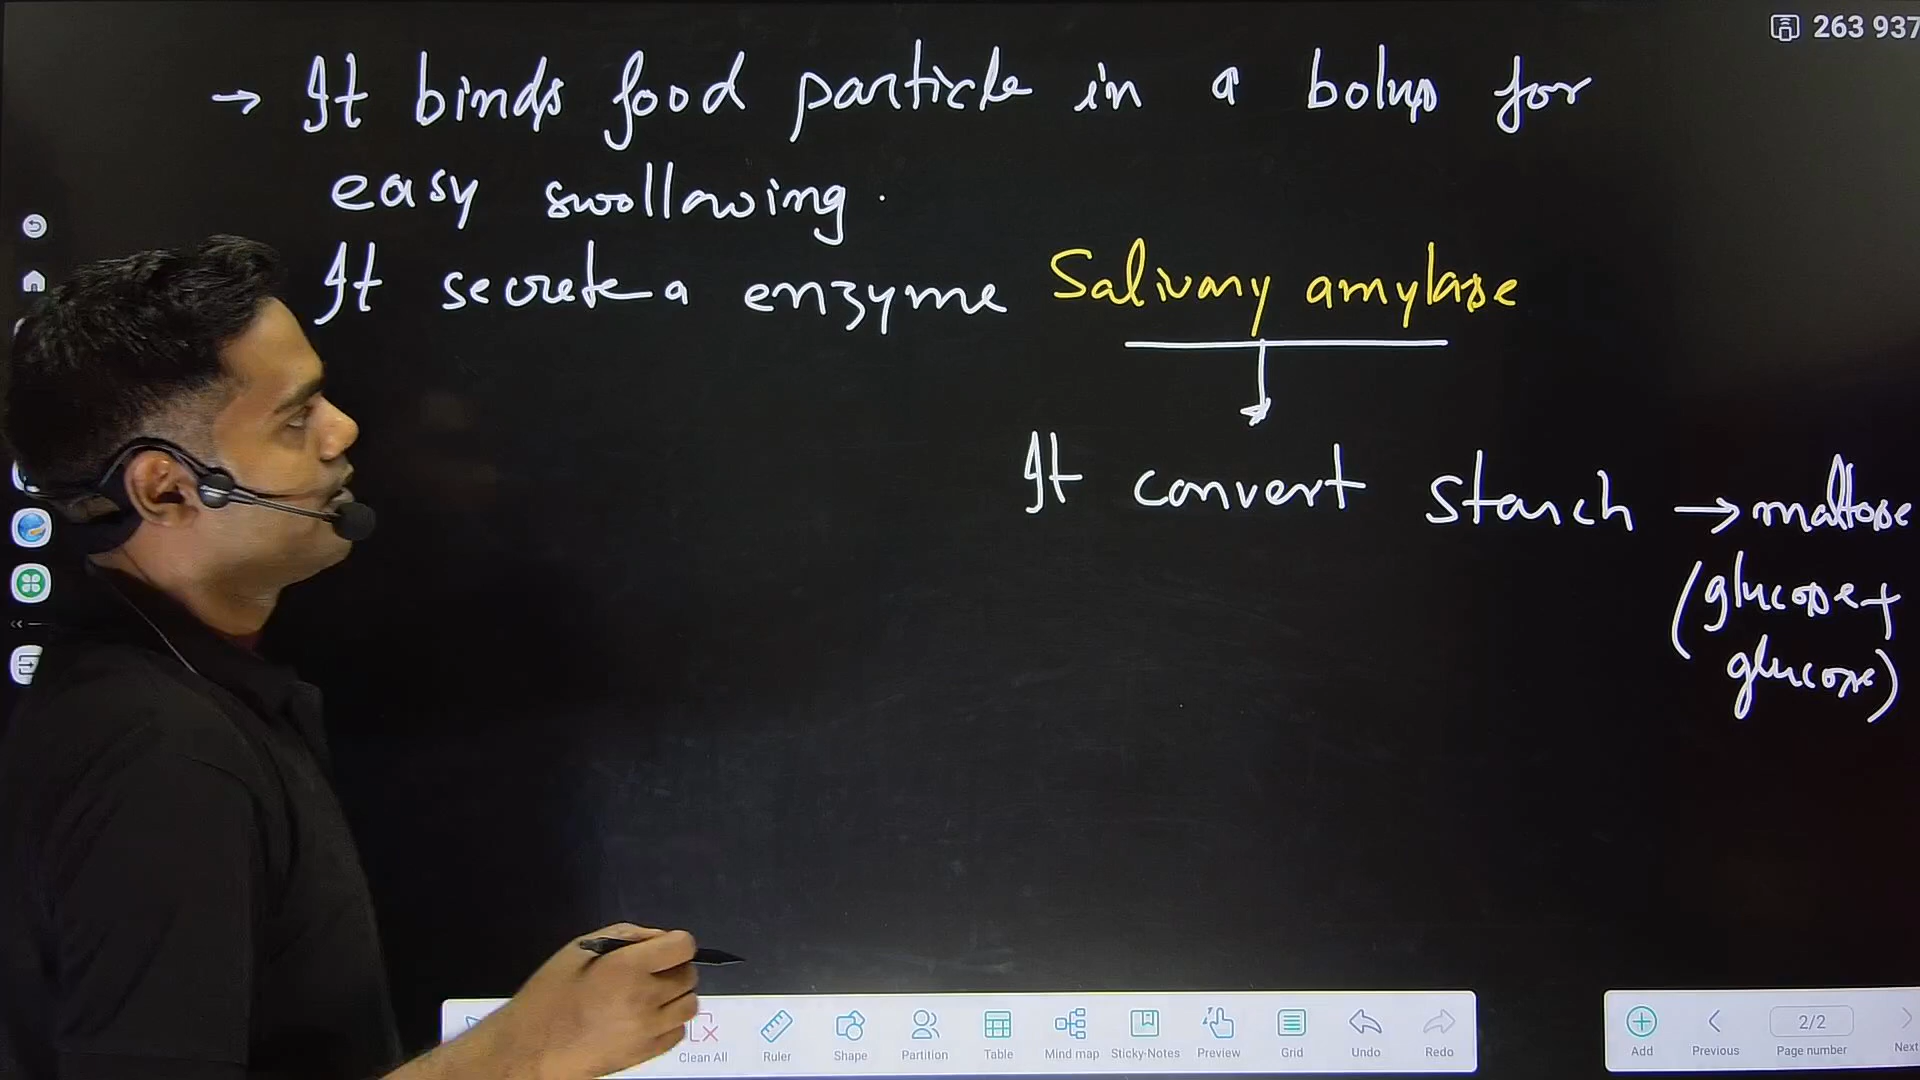 263 937
→ It binds food particle in a bolus for
easy swollowing.
It secrete a enzyme Salivary amylase
It convert starch → maltose
(glucose +
glucose)
Clean All
Ruler
Shape
Partition
Table
Mind map
Sticky-Notes
Preview
Grid
Undo
Redo
Add
Previous
2/2
Page number
Next